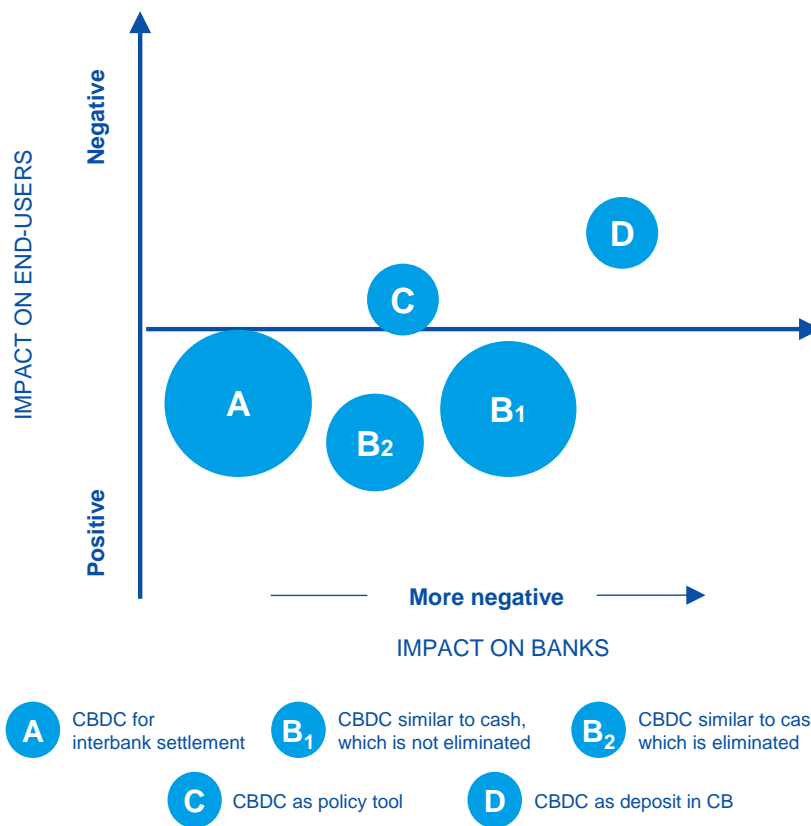 Negative
IMPACT ON END-USERS
Positive
D
C
A
B2
B1
More negative
IMPACT ON BANKS
A CBDC for
interbank settlement
B1 CBDC similar to cash,
which is not eliminated
B2 CBDC similar to cas
which is eliminated
C CBDC as policy tool
D CBDC as deposit in CB